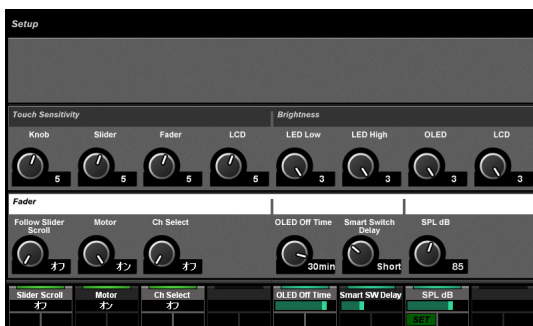 Setup
Touch Sensitivity Brightness
Knob Slider Fader LCD LED Low LED High OLED LCD
5 5 5 5 3 3 3 3
Fader
Follow Slider Scroll Motor Ch Select OLED Off Time Smart Switch Delay SPL dB
オフ オン オフ 30min Short 85
Slider Scroll Motor Ch Select OLED Off Time Smart SW Delay SPL dB
オフ オン オフ
SET